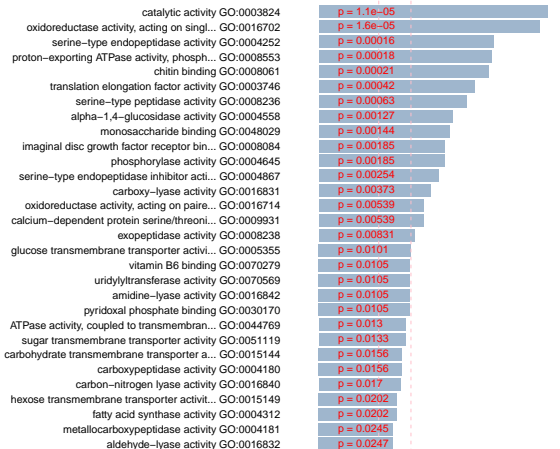 catalytic activity GO:0003824 p = 1.1e−05
oxidoreductase activity, acting on singl... GO:0016702 p = 1.6e−05
serine−type endopeptidase activity GO:0004252 p = 0.00016
proton−exporting ATPase activity, phosph... GO:0008553 p = 0.00018
chitin binding GO:0008061 p = 0.00021
translation elongation factor activity GO:0003746 p = 0.00042
serine−type peptidase activity GO:0008236 p = 0.00063
alpha−1,4−glucosidase activity GO:0004558 p = 0.00127
monosaccharide binding GO:0048029 p = 0.00144
imaginal disc growth factor receptor bin... GO:0008084 p = 0.00185
phosphorylase activity GO:0004645 p = 0.00185
serine−type endopeptidase inhibitor acti... GO:0004867 p = 0.00254
carboxy−lyase activity GO:0016831 p = 0.00373
oxidoreductase activity, acting on paire... GO:0016714 p = 0.00539
calcium−dependent protein serine/threoni... GO:0009931 p = 0.00539
exopeptidase activity GO:0008238 p = 0.00831
glucose transmembrane transporter activi... GO:0005355 p = 0.0101
vitamin B6 binding GO:0070279 p = 0.0105
uridylyltransferase activity GO:0070569 p = 0.0105
amidine−lyase activity GO:0016842 p = 0.0105
pyridoxal phosphate binding GO:0030170 p = 0.0105
ATPase activity, coupled to transmembran... GO:0044769 p = 0.013
sugar transmembrane transporter activity GO:0051119 p = 0.0133
carbohydrate transmembrane transporter a... GO:0015144 p = 0.0156
carboxypeptidase activity GO:0004180 p = 0.0156
carbon−nitrogen lyase activity GO:0016840 p = 0.017
hexose transmembrane transporter activit... GO:0015149 p = 0.0202
fatty acid synthase activity GO:0004312 p = 0.0202
metallocarboxypeptidase activity GO:0004181 p = 0.0245
aldehyde−lyase activity GO:0016832 p = 0.0247